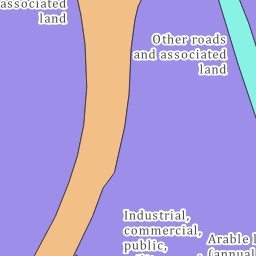 associated
land
Other roads
and associated
land
Industrial,
commercial,
public,
Arable
(annual